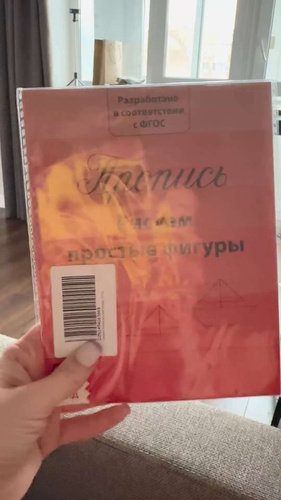 Разработано
в соответствии
с ФГОС
Пропись
Рисуем
простые фигуры